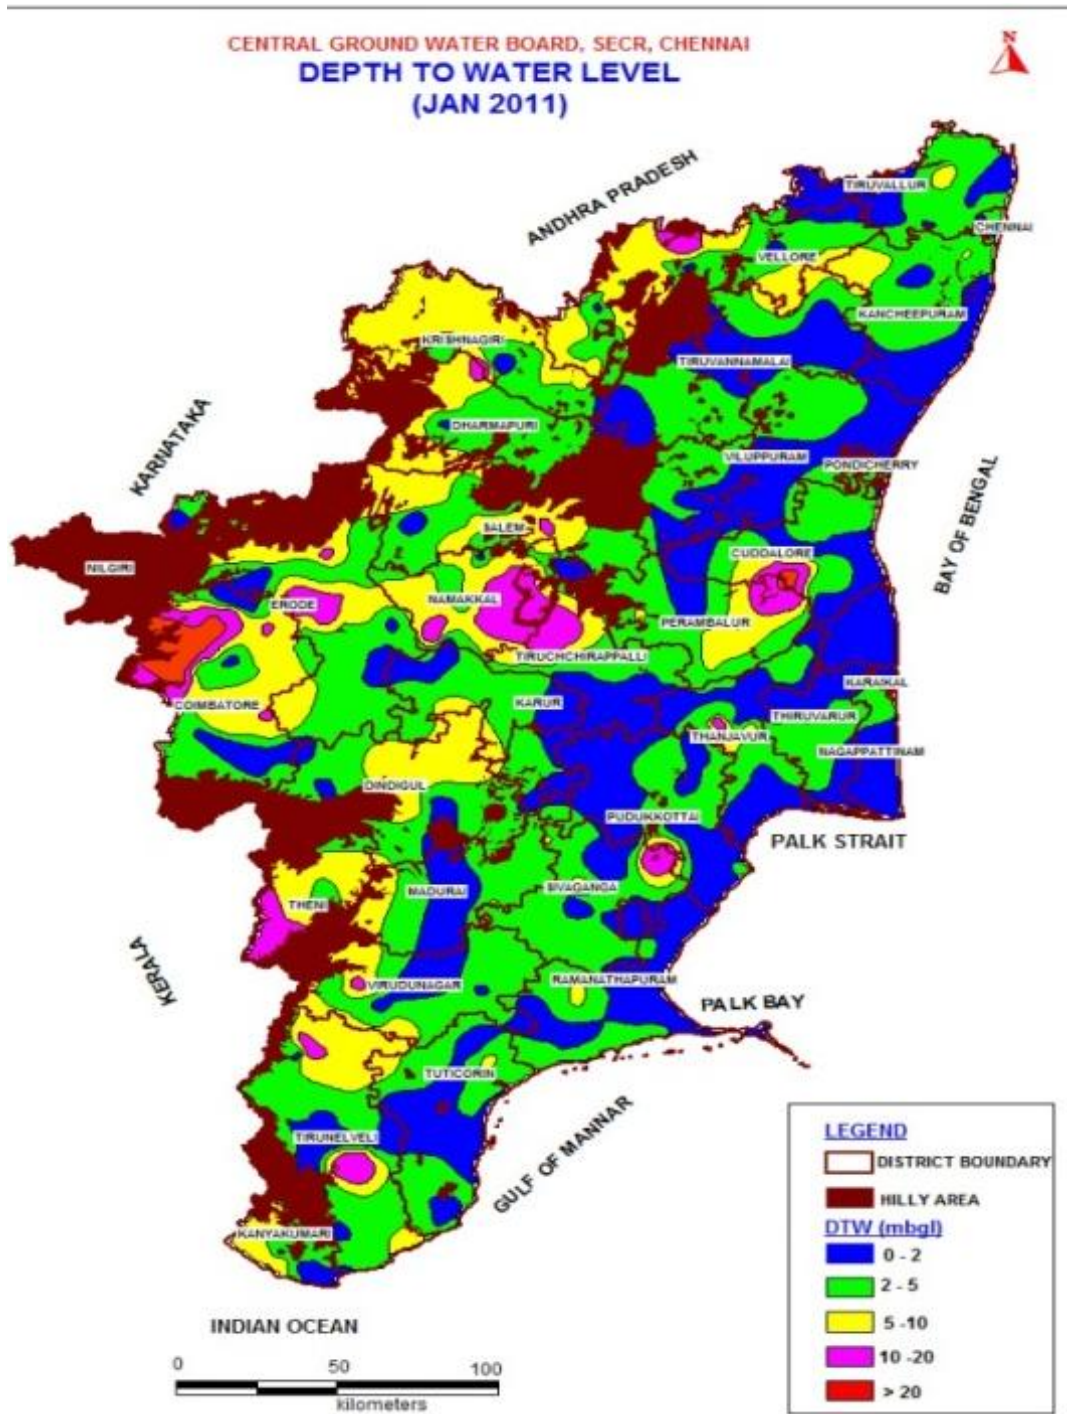 CENTRAL GROUND WATER BOARD, SECR, CHENNAI
DEPTH TO WATER LEVEL
(JAN 2011)
N
ANDHRA PRADESH
TIRUVALLUR
CHENNAI
VELLORE
KANCHEEPURAM
KRISHNAGIRI
TIRUVANNAMALAI
KARNATAKA
DHARMAPURI
VILUPPURAM
PONDICHERRY
BAY OF BENGAL
SALEM
CUDDALORE
NILGIRI
ERODE
NAMAKKAL
PERAMBALUR
TIRUCHCHIRAPPALLI
KARAIKAL
COIMBATORE
KARUR
THIRUVARUR
THANJAVUR
NAGAPPATTINAM
DINDIGUL
PUDUKKOTTAI
PALK STRAIT
MADURAI
SIVAGANGA
THENI
KERALA
VIRUDUNAGAR
RAMANATHAPURAM
PALK BAY
TUTICORIN
TIRUNELVELI
GULF OF MANNAR
KANYAKUMARI
INDIAN OCEAN
0 50 100
kilometers
LEGEND
DISTRICT BOUNDARY
HILLY AREA
DTW (mbgl)
0 - 2
2 - 5
5 -10
10 -20
> 20